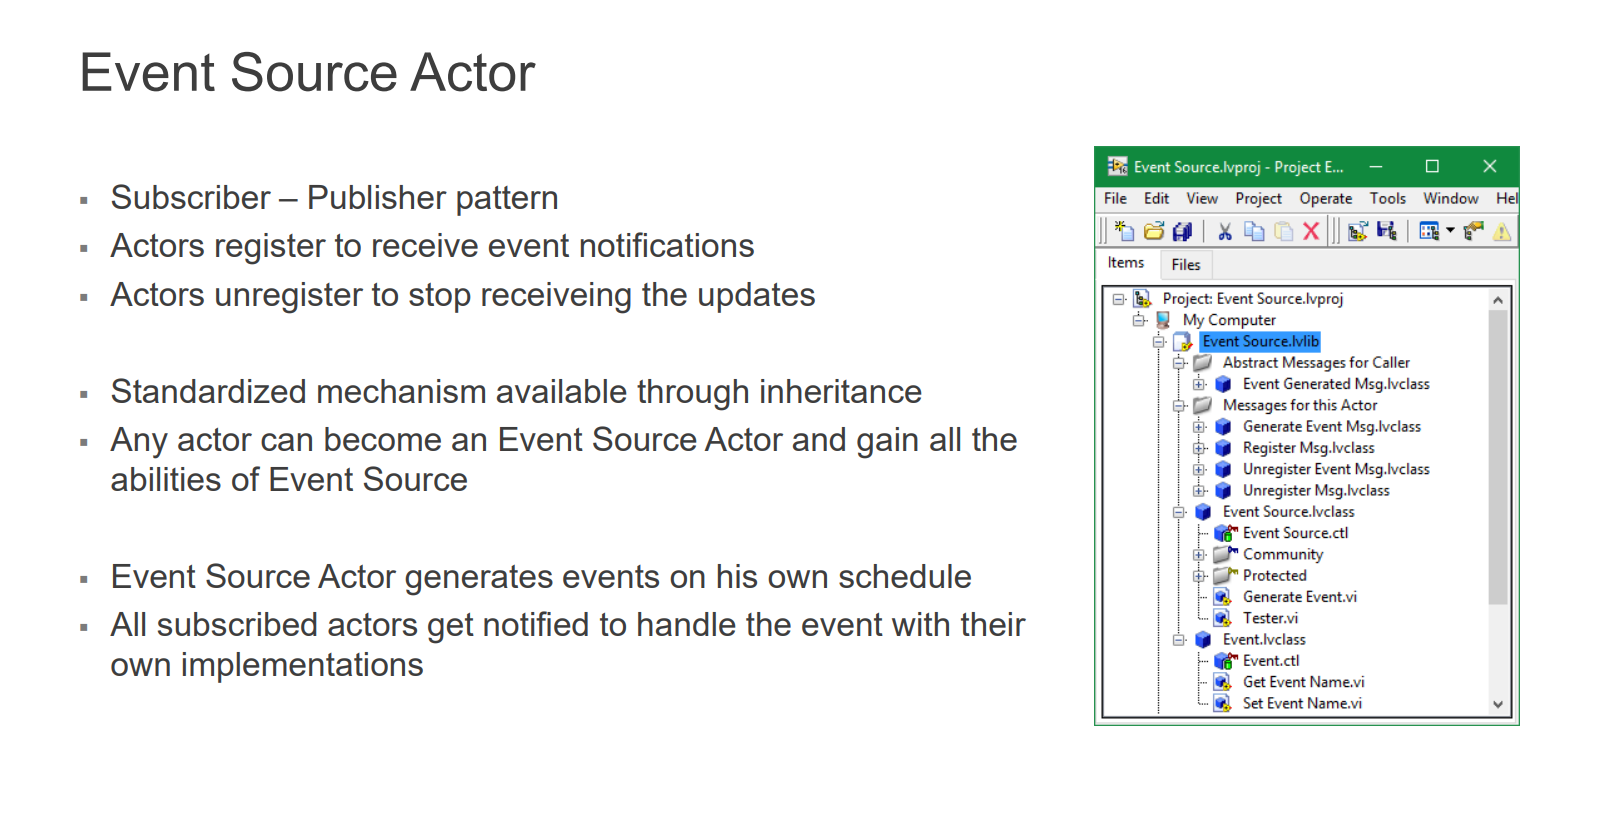 Event Source Actor
Subscriber – Publisher pattern
Actors register to receive event notifications
Actors unregister to stop receiveing the updates
Standardized mechanism available through inheritance
Any actor can become an Event Source Actor and gain all the
abilities of Event Source
Event Source Actor generates events on his own schedule
All subscribed actors get notified to handle the event with their
own implementations
Event Source.lvproj - Project E...
File Edit View Project Operate Tools Window Hel
Items Files
Project: Event Source.lvproj
My Computer
Event Source.lvlib
Abstract Messages for Caller
Event Generated Msg.lvclass
Messages for this Actor
Generate Event Msg.lvclass
Register Msg.lvclass
Unregister Event Msg.lvclass
Unregister Msg.lvclass
Event Source.lvclass
Event Source.ctl
Community
Protected
Generate Event.vi
Tester.vi
Event.lvclass
Event.ctl
Get Event Name.vi
Set Event Name.vi